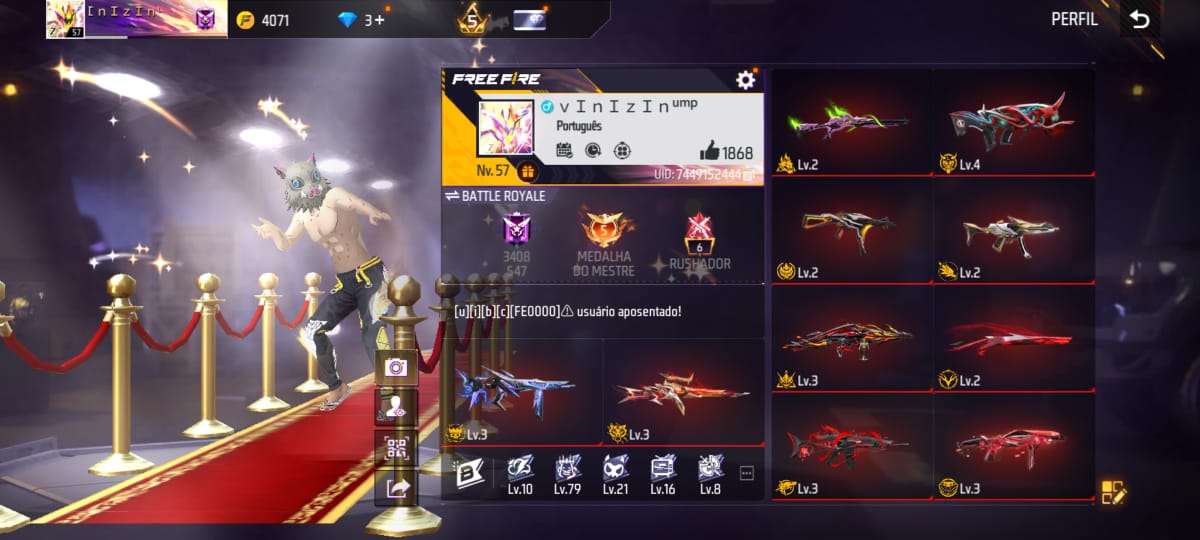 I n I z I n
57
4071
3+
5
PERFIL
FREE FIRE
v I n I z I n ump
Português
1868
Nv. 57
UID: 7449152444
BATTLE ROYALE
5
6
3408
547
MEDALHA
DO MESTRE
RUSHADOR
[u][i][b][c][FE0000]⚠ usuário aposentado!
Lv.3
Lv.3
B
Lv.10
Lv.79
Lv.21
Lv.16
Lv.8
Lv.2
Lv.4
Lv.2
Lv.2
Lv.3
Lv.2
Lv.3
Lv.3